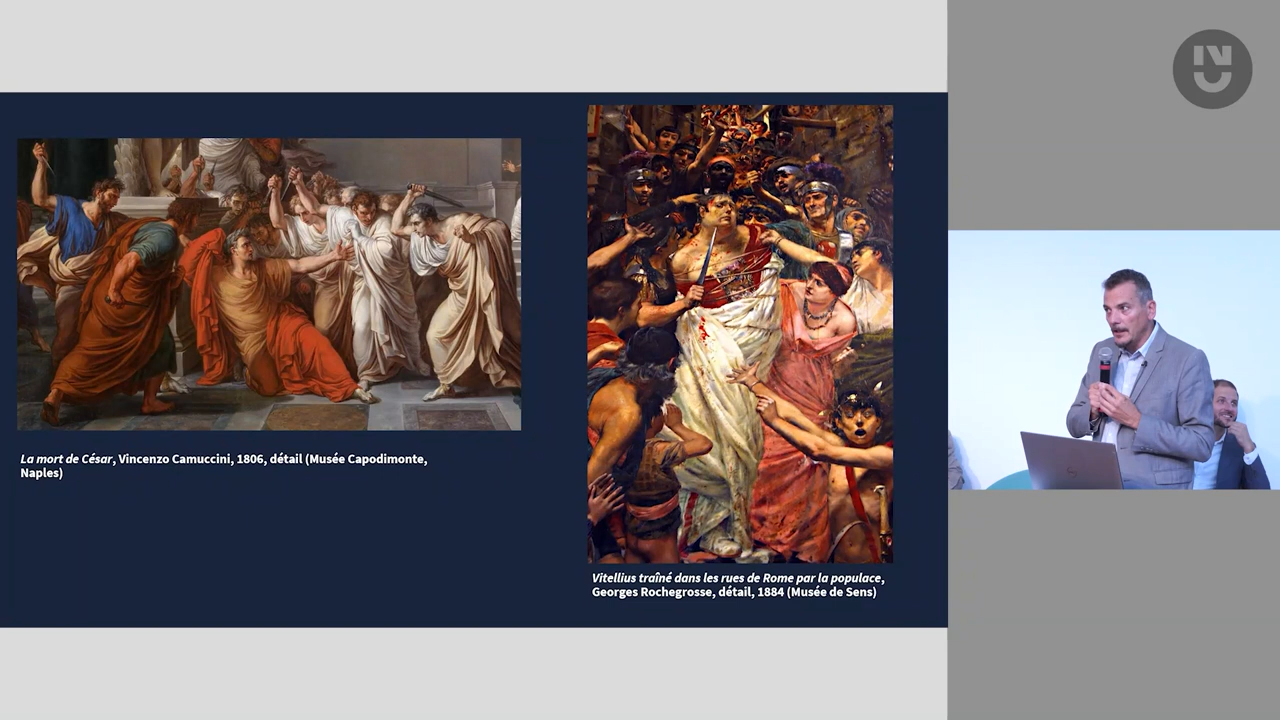 La mort de César, Vincenzo Camuccini, 1806, détail (Musée Capodimonte,
Naples)
Vitellius traîné dans les rues de Rome par la populace,
Georges Rochegrosse, détail, 1884 (Musée de Sens)
IN
U